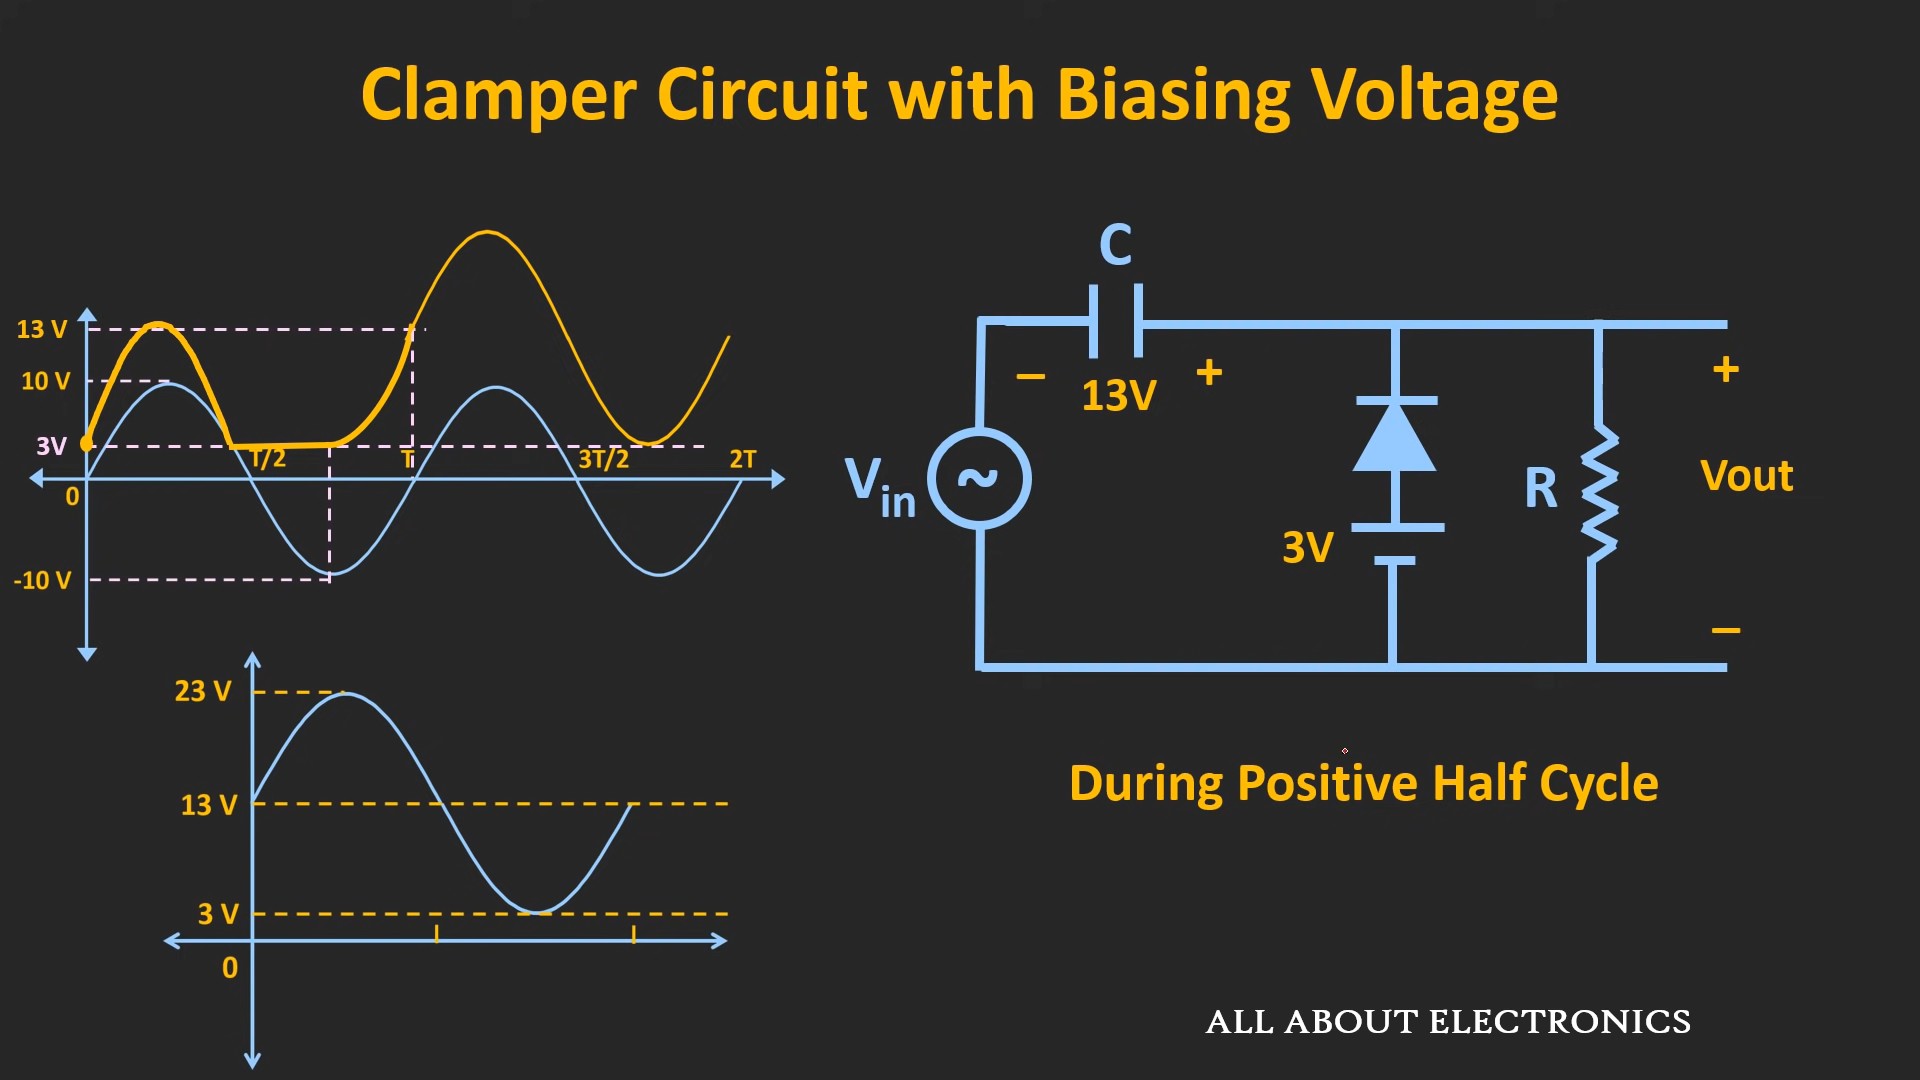 Clamper Circuit with Biasing Voltage
13 V
10 V
3V
0
-10 V
T/2
T
3T/2
2T
C
− 13V +
Vin
~
3V
R
+
Vout
−
23 V
13 V
3 V
0
During Positive Half Cycle
ALL ABOUT ELECTRONICS